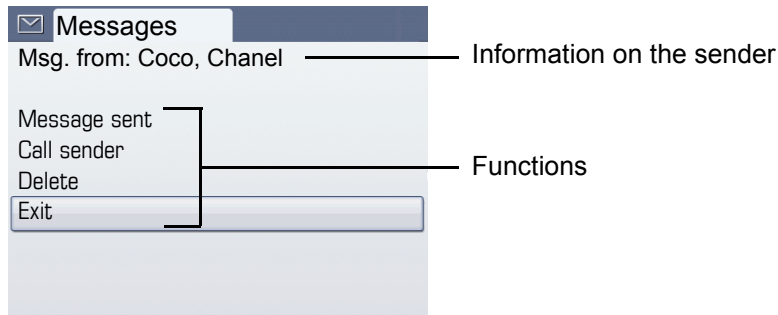 Messages
Msg. from: Coco, Chanel
Information on the sender
Message sent
Call sender
Delete
Exit
Functions